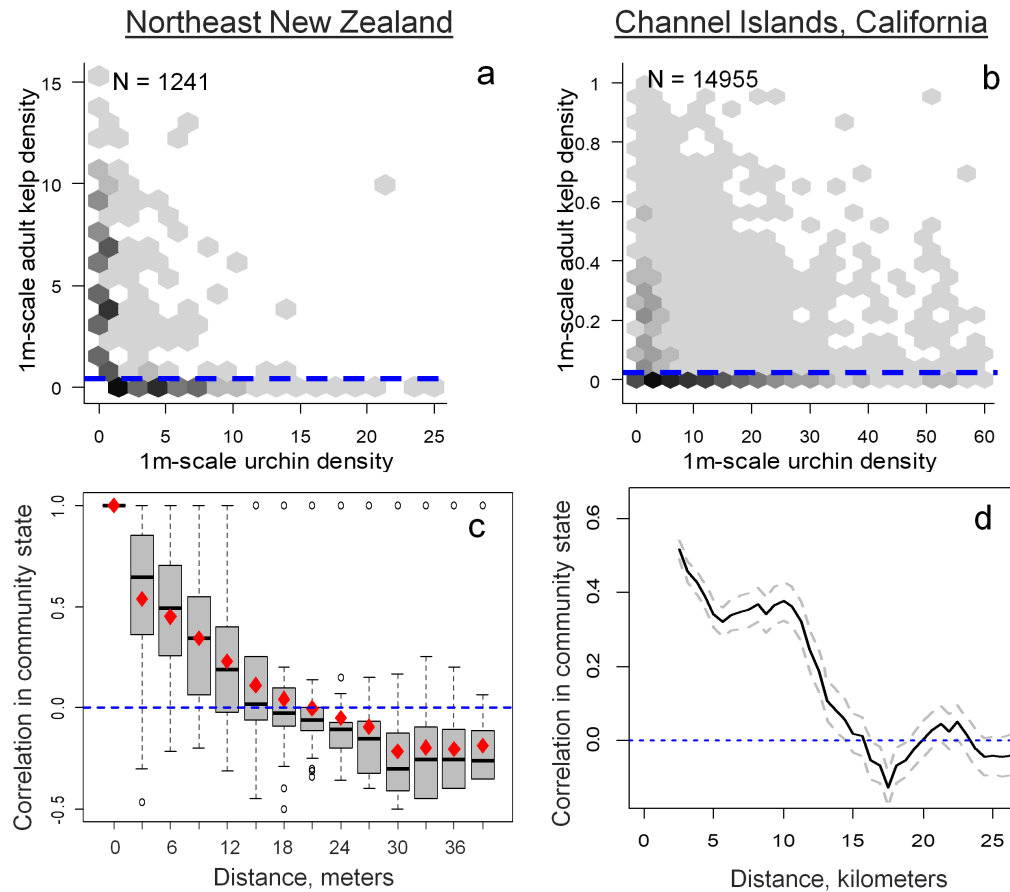 Northeast New Zealand
Channel Islands, California
a
N = 1241
15
10
5
0
1m-scale adult kelp density
0 5 10 15 20 25
1m-scale urchin density
b
N = 14955
1
0.8
0.6
0.4
0.2
0
1m-scale adult kelp density
0 10 20 30 40 50 60
1m-scale urchin density
c
1.0
0.5
0.0
-0.5
Correlation in community state
0 6 12 18 24 30 36
Distance, meters
d
0.6
0.4
0.2
0.0
Correlation in community state
0 5 10 15 20 25
Distance, kilometers